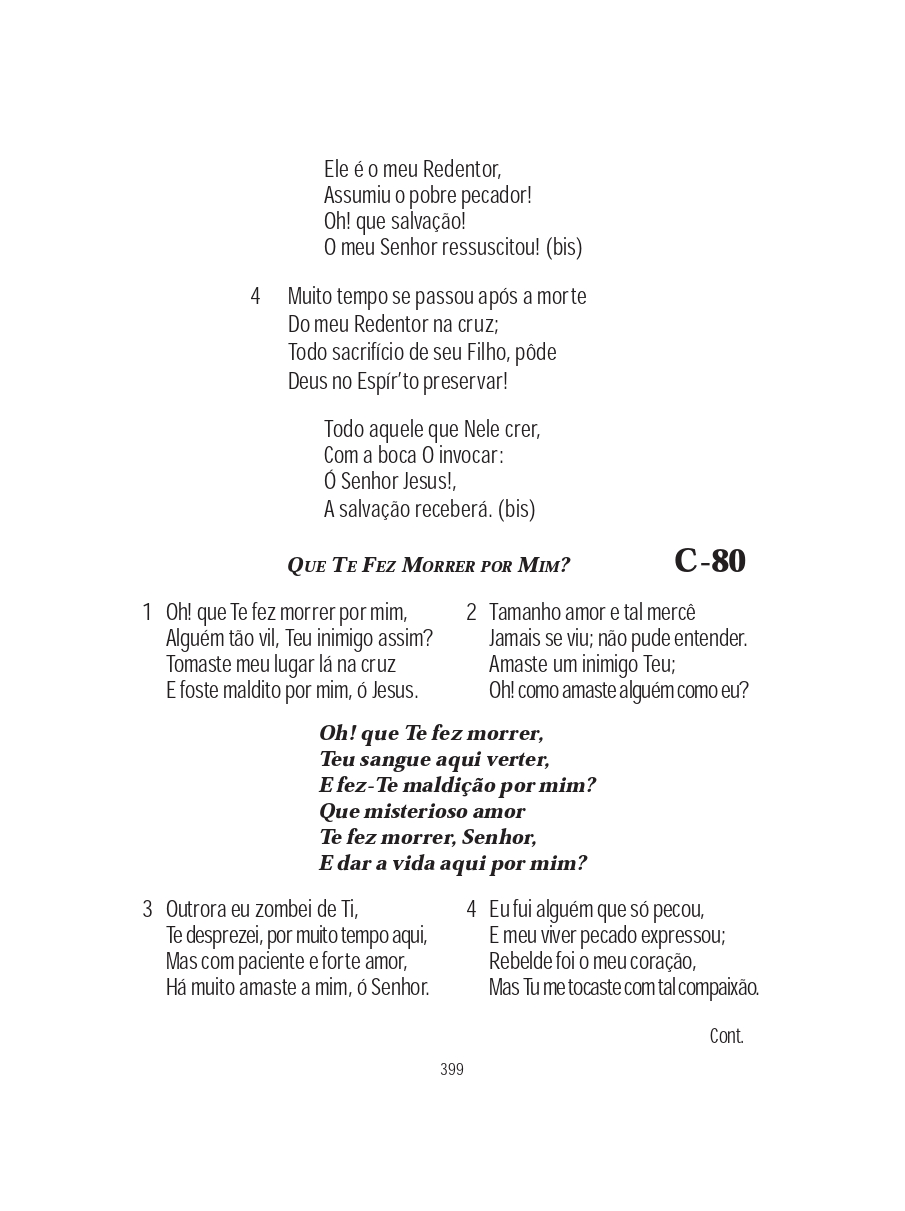 Ele é o meu Redentor,
Assumiu o pobre pecador!
Oh! que salvação!
O meu Senhor ressuscitou! (bis)
4 Muito tempo se passou após a morte
Do meu Redentor na cruz;
Todo sacrifício de seu Filho, pôde
Deus no Espír’to preservar!
Todo aquele que Nele crer,
Com a boca O invocar:
Ó Senhor Jesus!,
A salvação receberá. (bis)
Que Te Fez Morrer por Mim? C-80
1 Oh! que Te fez morrer por mim,
Alguém tão vil, Teu inimigo assim?
Tomaste meu lugar lá na cruz
E foste maldito por mim, ó Jesus.
2 Tamanho amor e tal mercê
Jamais se viu; não pude entender.
Amaste um inimigo Teu;
Oh! como amaste alguém como eu?
Oh! que Te fez morrer,
Teu sangue aqui verter,
E fez-Te maldição por mim?
Que misterioso amor
Te fez morrer, Senhor,
E dar a vida aqui por mim?
3 Outrora eu zombei de Ti,
Te desprezei, por muito tempo aqui,
Mas com paciente e forte amor,
Há muito amaste a mim, ó Senhor.
4 Eu fui alguém que só pecou,
E meu viver pecado expressou;
Rebelde foi o meu coração,
Mas Tu me tocaste com tal compaixão.
Cont.
399